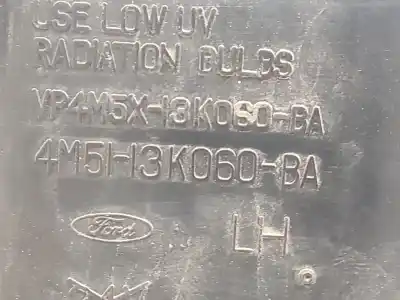 USE LOW UV
RADIATION BULBS
VP4M5X-13K060-BA
4M51-13K060-BA
Ford LH